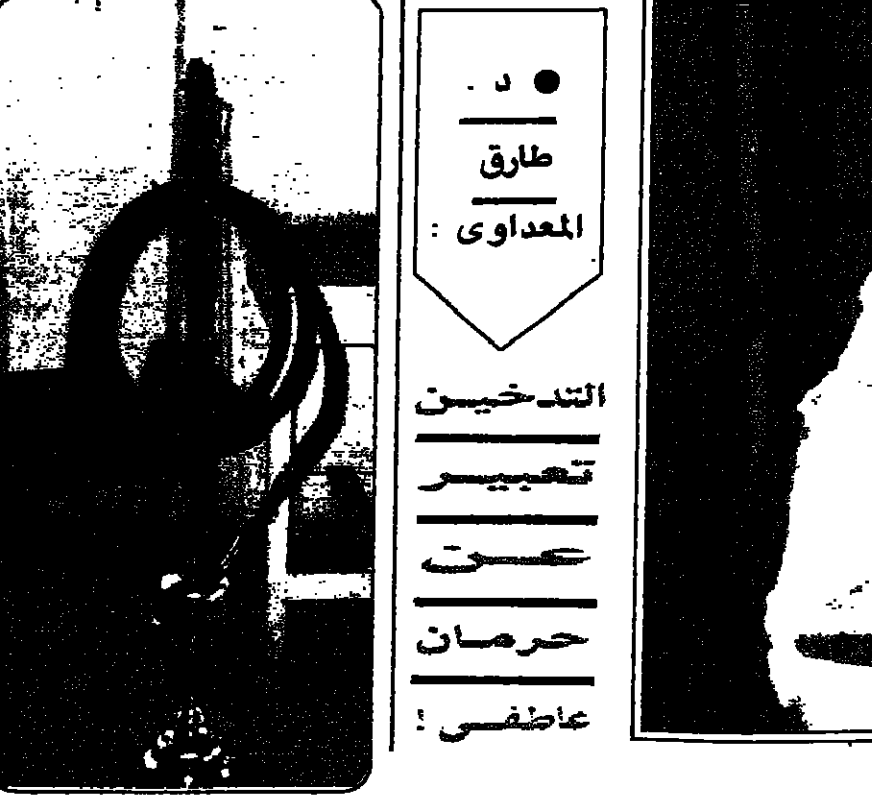 ● د .
طارق
المعداوى :
التدخين
تعبير
عن
حرمان
عاطفى !